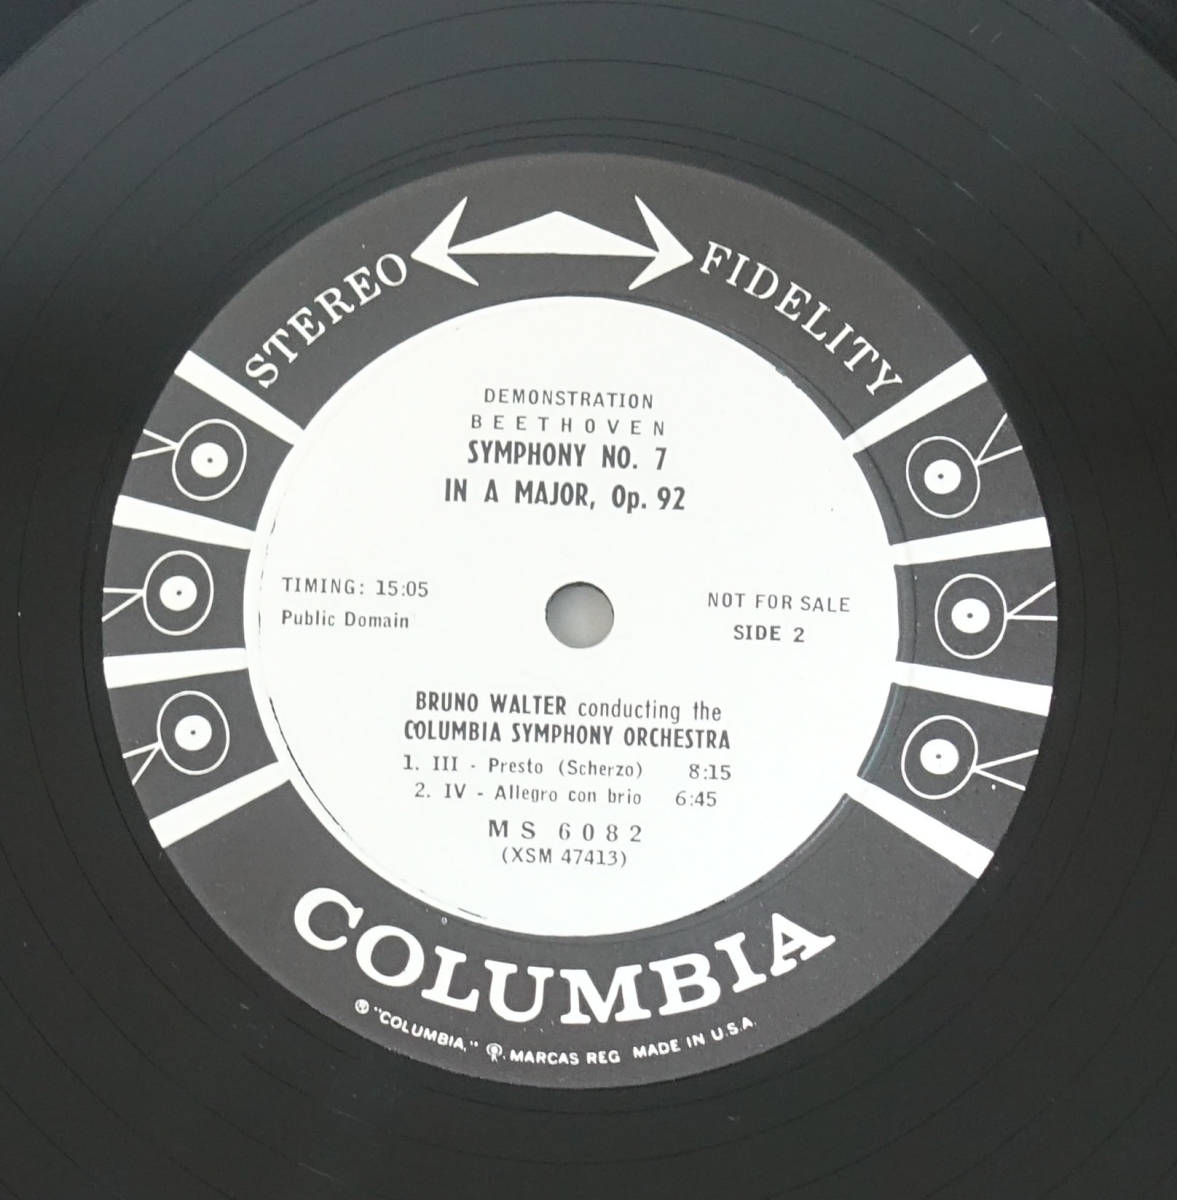 STEREO FIDELITY
DEMONSTRATION
BEETHOVEN
SYMPHONY NO. 7
IN A MAJOR, Op. 92
TIMING: 15:05
Public Domain
NOT FOR SALE
SIDE 2
BRUNO WALTER conducting the
COLUMBIA SYMPHONY ORCHESTRA
1. III - Presto (Scherzo) 8:15
2. IV - Allegro con brio 6:45
MS 6082
(XSM 47413)
COLUMBIA
"COLUMBIA," MARCAS REG MADE IN U.S.A.